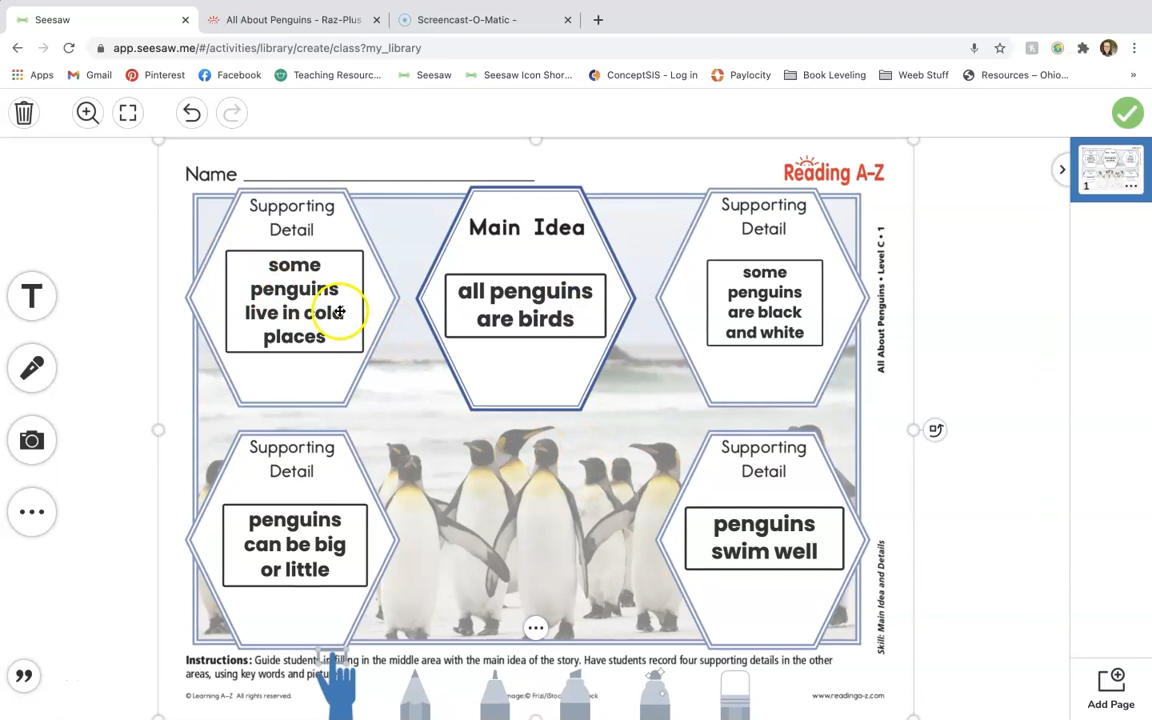 Seesaw
All About Penguins - Raz-Plus
Screencast-O-Matic -
app.seesaw.me/#/activities/library/create/class?my_library
Apps
Gmail
Pinterest
Facebook
Teaching Resourc...
Seesaw
Seesaw Icon Shor...
ConceptSIS - Log in
Paylocity
Book Leveling
Weeb Stuff
Resources – Ohio...
»
Name
Reading A-Z
Supporting
Detail
some
penguins
live in cold
places
Main Idea
all penguins
are birds
Supporting
Detail
some
penguins
are black
and white
All About Penguins • Level C • 1
Supporting
Detail
penguins
can be big
or little
Supporting
Detail
penguins
swim well
Skill: Main Idea and Details
Instructions: Guide students in filling in the middle area with the main idea of the story. Have students record four supporting details in the other
areas, using key words and
© Learning A–Z All rights reserved.
www.readinga-z.com
T
1
Add Page